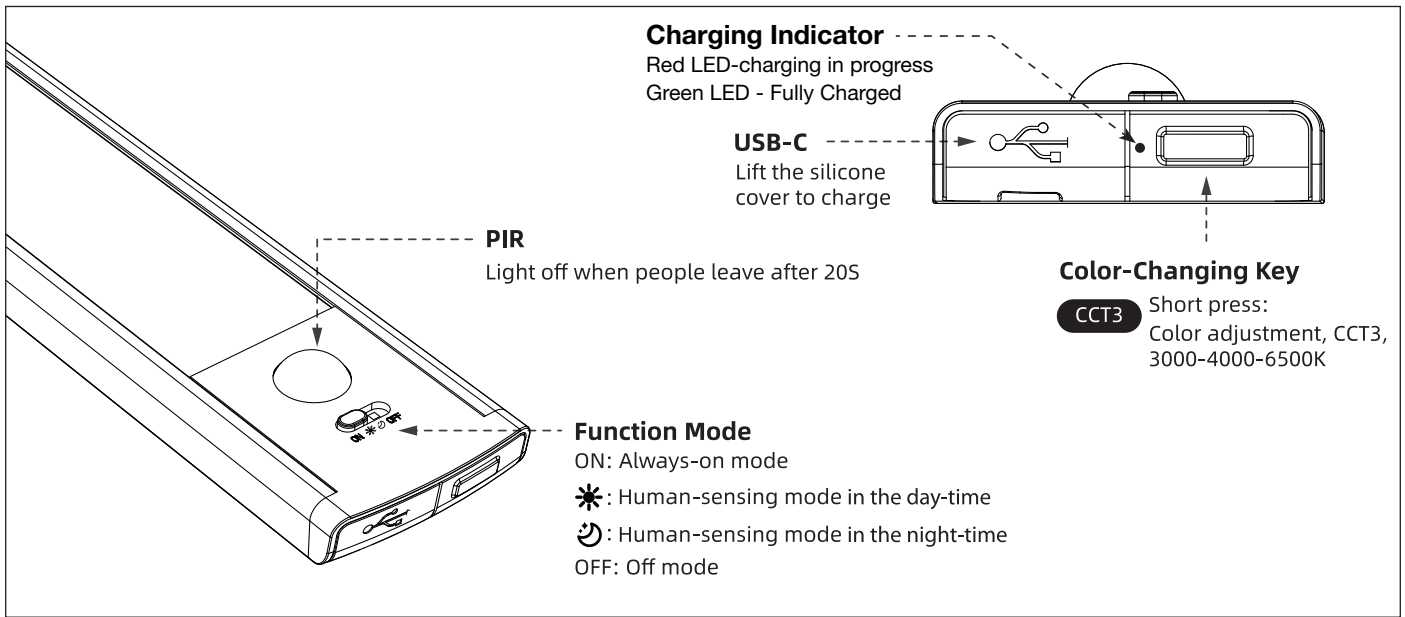 Charging Indicator
Red LED-charging in progress
Green LED - Fully Charged
USB-C
Lift the silicone
cover to charge
PIR
Light off when people leave after 20S
Color-Changing Key
CCT3
Short press:
Color adjustment, CCT3,
3000-4000-6500K
ON OFF
Function Mode
ON: Always-on mode
☀: Human-sensing mode in the day-time
☽: Human-sensing mode in the night-time
OFF: Off mode